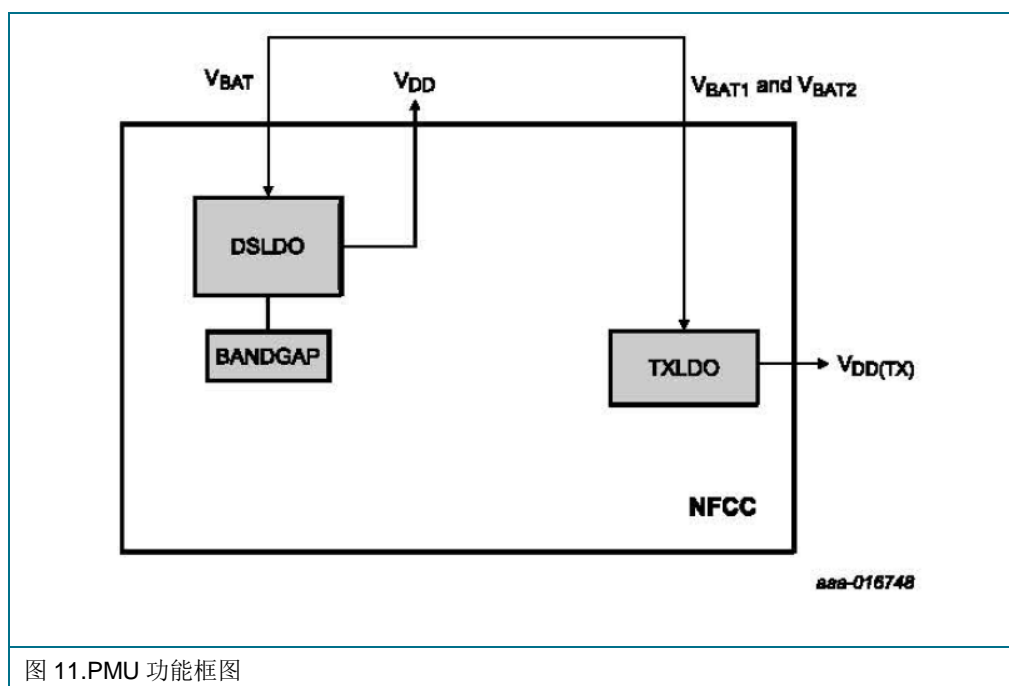 VBAT
VDD
VBAT1 and VBAT2
DSLDO
BANDGAP
TXLDO
VDD(TX)
NFCC
aaa-016748
图 11.PMU 功能框图